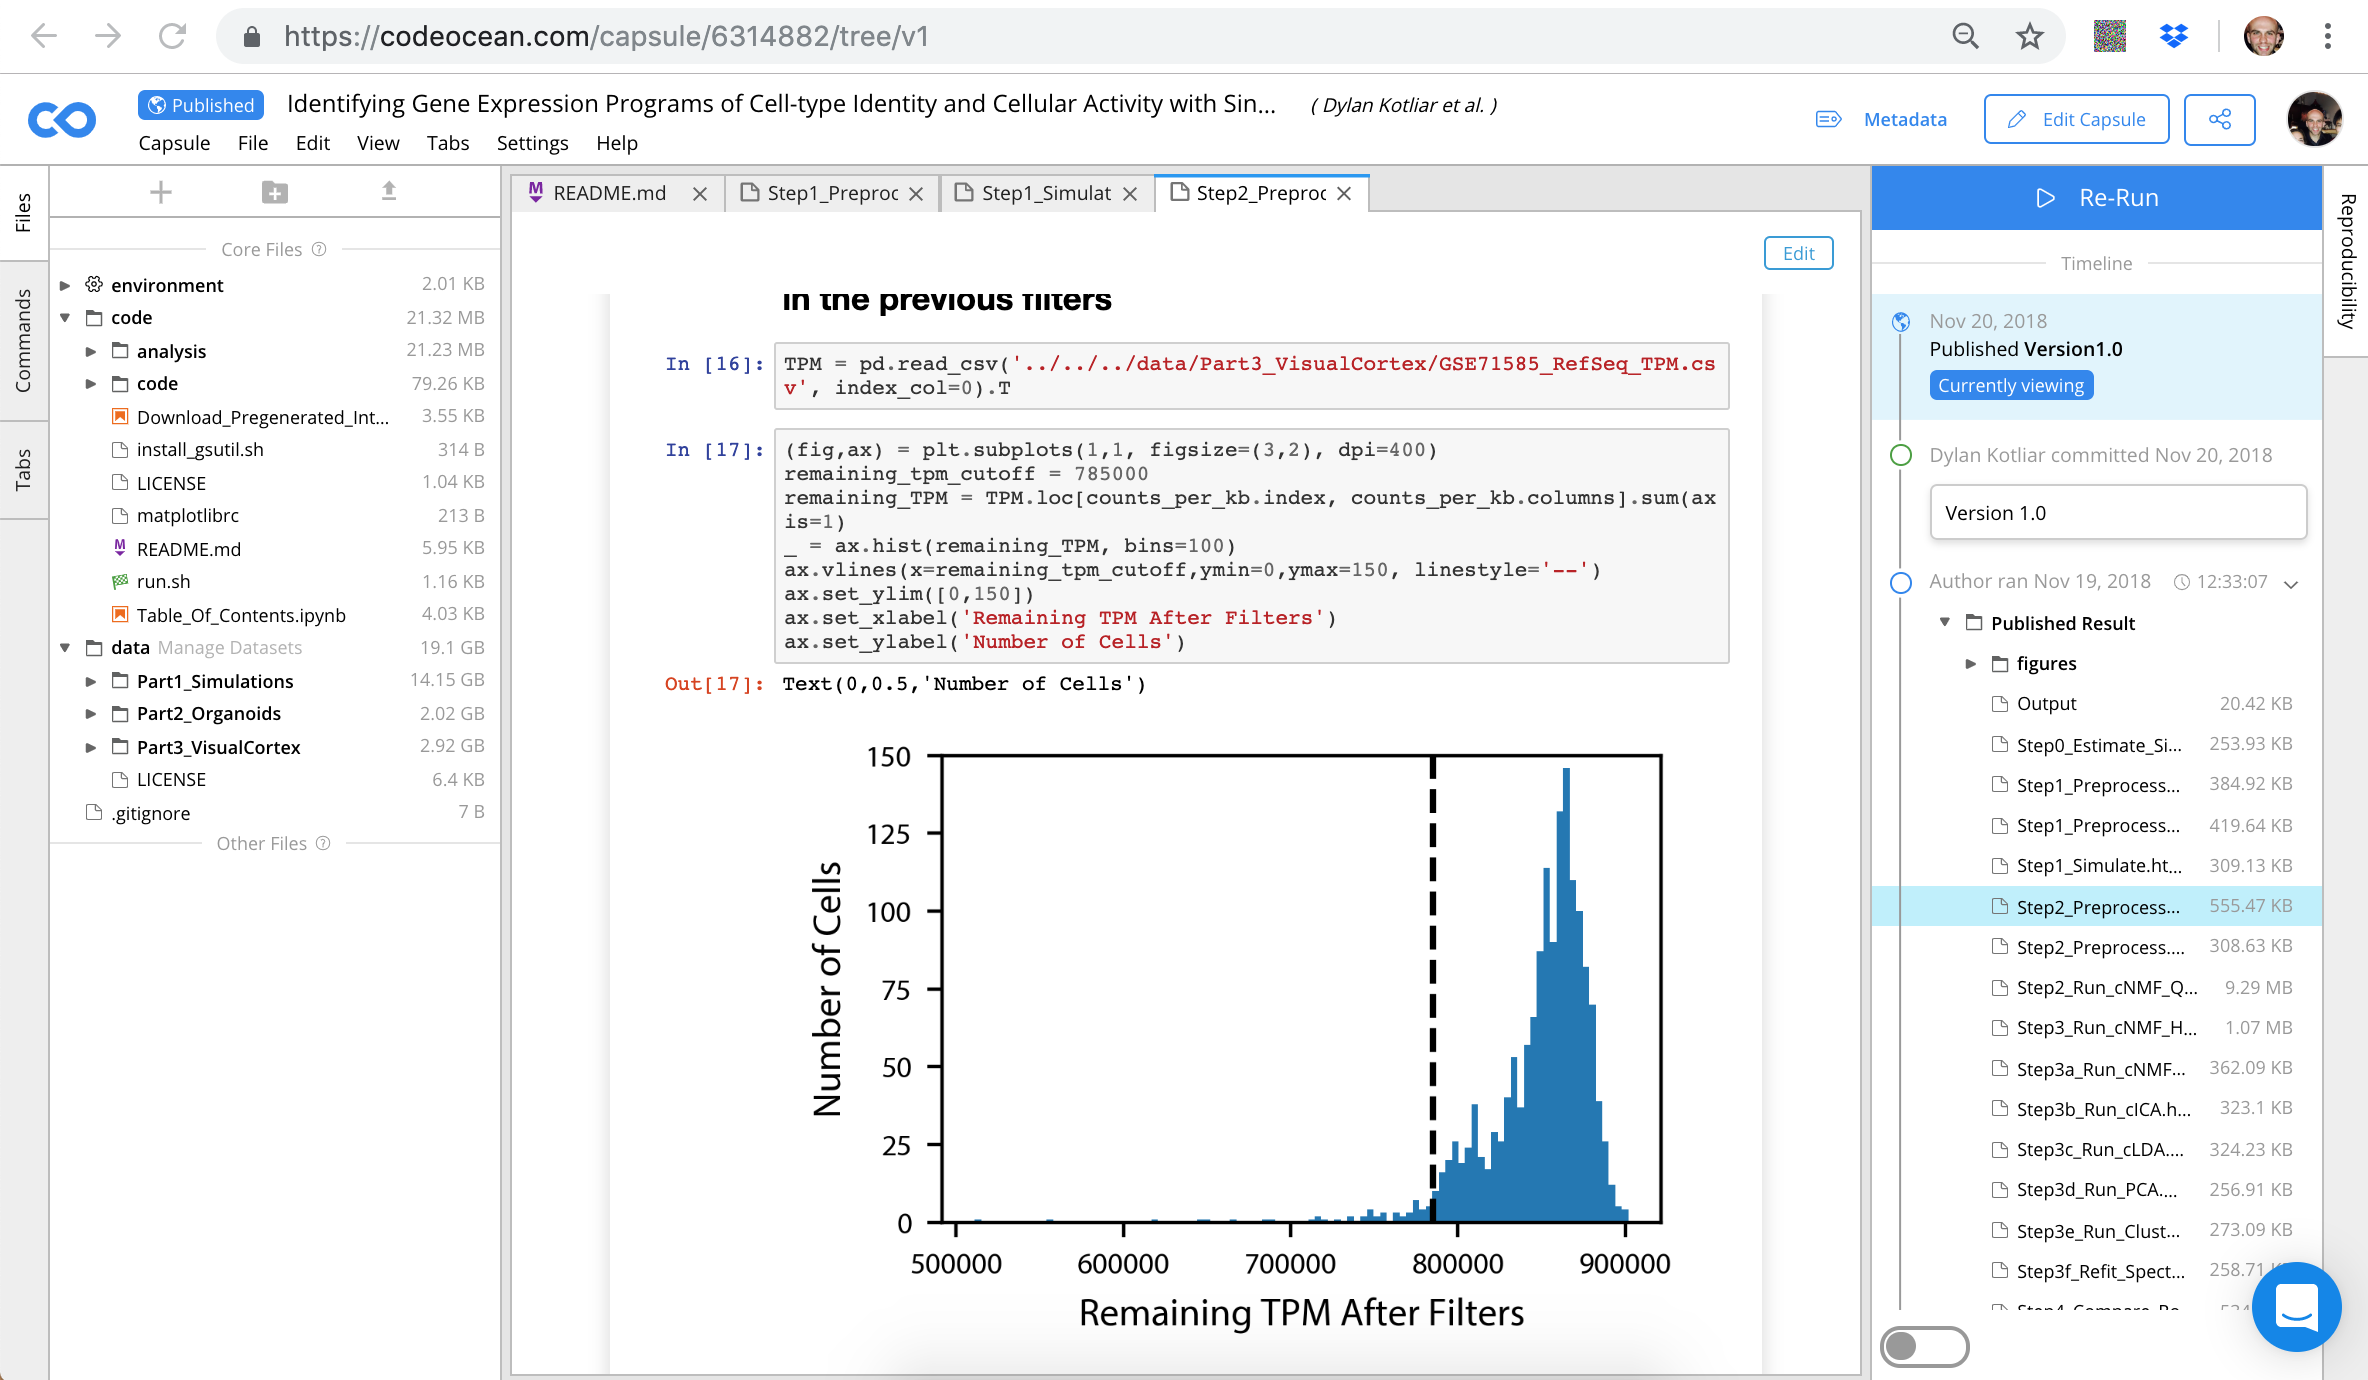 https://codeocean.com/capsule/6314882/tree/v1
Published
Identifying Gene Expression Programs of Cell-type Identity and Cellular Activity with Sin...
( Dylan Kotliar et al. )
Capsule File Edit View Tabs Settings Help
Metadata
Edit Capsule
Files
Commands
Tabs
Core Files
environment 2.01 KB
code 21.32 MB
analysis 21.23 MB
code 79.26 KB
Download_Pregenerated_Int... 3.55 KB
install_gsutil.sh 314 B
LICENSE 1.04 KB
matplotlibrc 213 B
README.md 5.95 KB
run.sh 1.16 KB
Table_Of_Contents.ipynb 4.03 KB
data Manage Datasets 19.1 GB
Part1_Simulations 14.15 GB
Part2_Organoids 2.02 GB
Part3_VisualCortex 2.92 GB
LICENSE 6.4 KB
.gitignore 7 B
Other Files
README.md Step1_Preproc Step1_Simulat Step2_Preproc
Edit
in the previous filters
In [16]: TPM = pd.read_csv('../../../data/Part3_VisualCortex/GSE71585_RefSeq_TPM.cs
v', index_col=0).T
In [17]: (fig,ax) = plt.subplots(1,1, figsize=(3,2), dpi=400)
remaining_tpm_cutoff = 785000
remaining_TPM = TPM.loc[counts_per_kb.index, counts_per_kb.columns].sum(ax
is=1)
_ = ax.hist(remaining_TPM, bins=100)
ax.vlines(x=remaining_tpm_cutoff,ymin=0,ymax=150, linestyle='--')
ax.set_ylim([0,150])
ax.set_xlabel('Remaining TPM After Filters')
ax.set_ylabel('Number of Cells')
Out[17]: Text(0,0.5,'Number of Cells')
150
125
100
75
50
25
0
Number of Cells
500000 600000 700000 800000 900000
Remaining TPM After Filters
Re-Run
Reproducibility
Timeline
Nov 20, 2018
Published Version1.0
Currently viewing
Dylan Kotliar committed Nov 20, 2018
Version 1.0
Author ran Nov 19, 2018 12:33:07
Published Result
figures
Output 20.42 KB
Step0_Estimate_Si... 253.93 KB
Step1_Preprocess... 384.92 KB
Step1_Preprocess... 419.64 KB
Step1_Simulate.ht... 309.13 KB
Step2_Preprocess... 555.47 KB
Step2_Preprocess.... 308.63 KB
Step2_Run_cNMF_Q... 9.29 MB
Step3_Run_cNMF_H... 1.07 MB
Step3a_Run_cNMF... 362.09 KB
Step3b_Run_cICA.h... 323.1 KB
Step3c_Run_cLDA.... 324.23 KB
Step3d_Run_PCA.... 256.91 KB
Step3e_Run_Clust... 273.09 KB
Step3f_Refit_Spect... 258.71